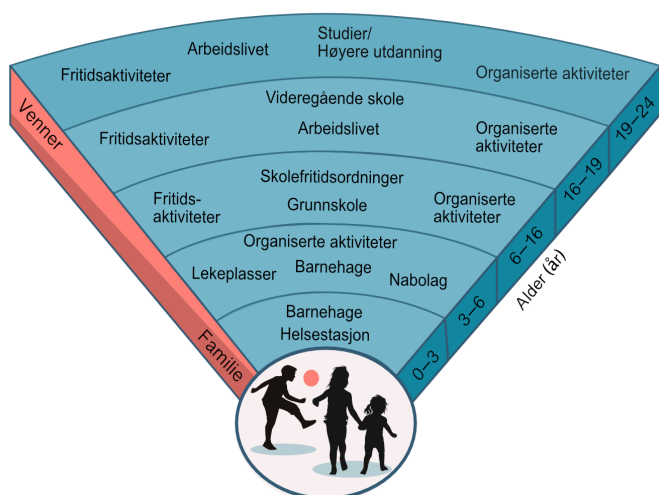 Studier/
Høyere utdanning
Arbeidslivet
Fritidsaktiviteter
Organiserte aktiviteter
Videregående skole
Fritidsaktiviteter
Arbeidslivet
Organiserte
aktiviteter
Skolefritidsordninger
Fritids-
aktiviteter
Grunnskole
Organiserte
aktiviteter
Organiserte aktiviteter
Lekeplasser
Barnehage
Nabolag
Barnehage
Helsestasjon
Venner
Familie
19–24
16–19
6–16
3–6
0–3
Alder (år)